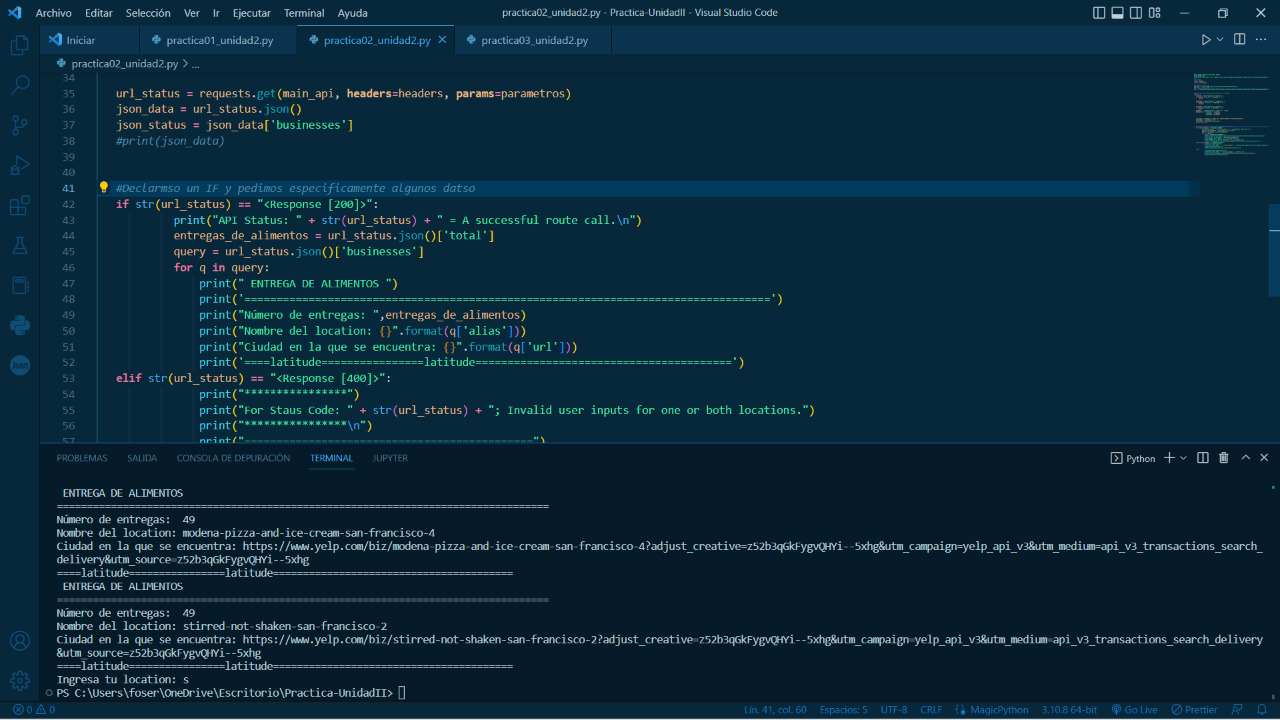 Archivo Editar Selección Ver Ir Ejecutar Terminal Ayuda practica02_unidad2.py - Practica-UnidadII - Visual Studio Code
Iniciar practica01_unidad2.py practica02_unidad2.py practica03_unidad2.py
practica02_unidad2.py > ...
34
35 url_status = requests.get(main_api, headers=headers, params=parametros)
36 json_data = url_status.json()
37 json_status = json_data['businesses']
38 #print(json_data)
39
40
41 #Declarmso un IF y pedimos especificamente algunos datso
42 if str(url_status) == "<Response [200]>":
43 print("API Status: " + str(url_status) + " = A successful route call.\n")
44 entregas_de_alimentos = url_status.json()['total']
45 query = url_status.json()['businesses']
46 for q in query:
47 print(" ENTREGA DE ALIMENTOS ")
48 print('==================================================================================')
49 print("Número de entregas: ",entregas_de_alimentos)
50 print("Nombre del location: {}".format(q['alias']))
51 print("Ciudad en la que se encuentra: {}".format(q['url']))
52 print('====latitude================latitude========================================')
53 elif str(url_status) == "<Response [400]>":
54 print("****************")
55 print("For Staus Code: " + str(url_status) + "; Invalid user inputs for one or both locations.")
56 print("****************\n")
57 print("=============================================")
PROBLEMAS SALIDA CONSOLA DE DEPURACIÓN TERMINAL JUPYTER Python
ENTREGA DE ALIMENTOS
==================================================================================
Número de entregas:  49
Nombre del location: modena-pizza-and-ice-cream-san-francisco-4
Ciudad en la que se encuentra: https://www.yelp.com/biz/modena-pizza-and-ice-cream-san-francisco-4?adjust_creative=z52b3qGkFygvQHYi--5xhg&utm_campaign=yelp_api_v3&utm_medium=api_v3_transactions_search_
delivery&utm_source=z52b3qGkFygvQHYi--5xhg
====latitude================latitude========================================
ENTREGA DE ALIMENTOS
==================================================================================
Número de entregas:  49
Nombre del location: stirred-not-shaken-san-francisco-2
Ciudad en la que se encuentra: https://www.yelp.com/biz/stirred-not-shaken-san-francisco-2?adjust_creative=z52b3qGkFygvQHYi--5xhg&utm_campaign=yelp_api_v3&utm_medium=api_v3_transactions_search_delivery
&utm_source=z52b3qGkFygvQHYi--5xhg
====latitude================latitude========================================
Ingresa tu location: s
PS C:\Users\foser\OneDrive\Escritorio\Practica-UnidadII>
Json
0 0 Lín. 41, col. 60 Espacios: 5 UTF-8 CRLF MagicPython 3.10.8 64-bit Go Live Prettier